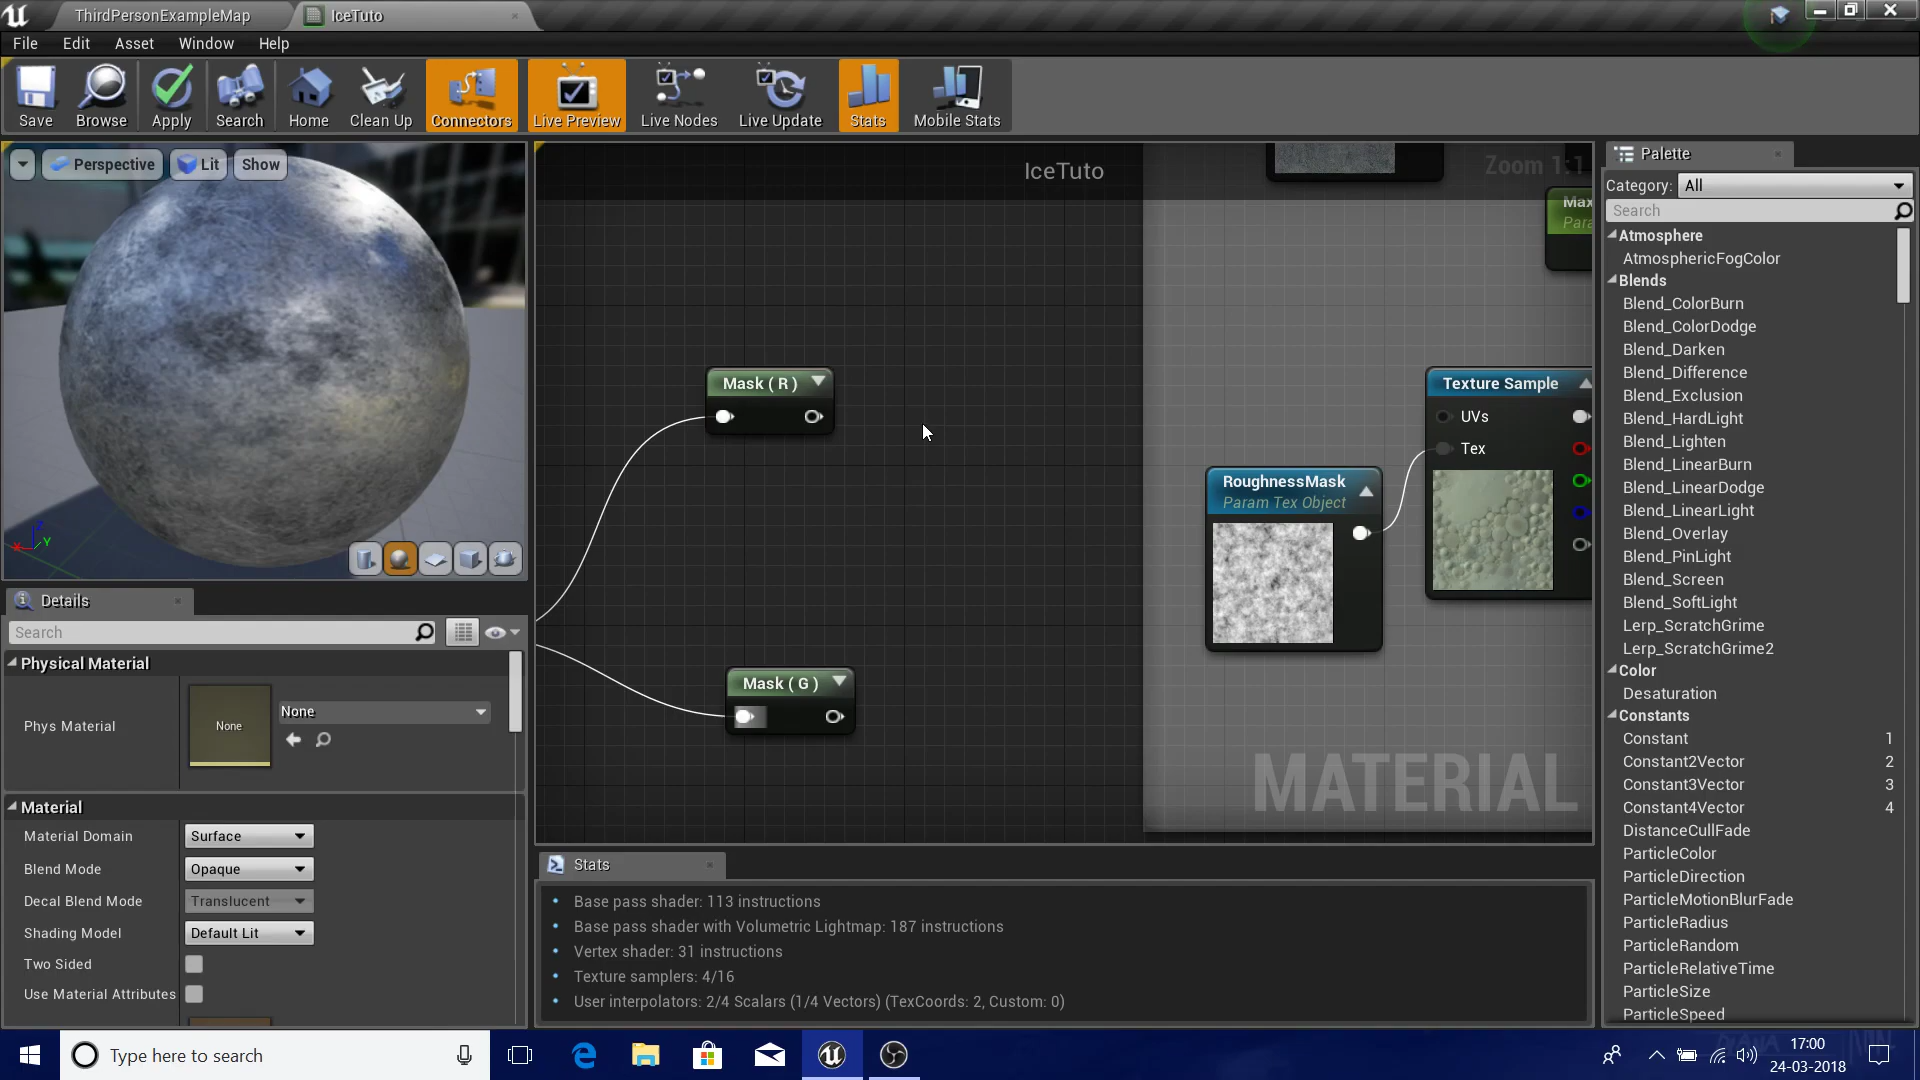 ThirdPersonExampleMap
IceTuto
File Edit Asset Window Help
Save Browse Apply Search Home Clean Up Connectors Live Preview Live Nodes Live Update Stats Mobile Stats
Perspective Lit Show
IceTuto
Zoom 1:1
Max
Para
Mask ( R )
Mask ( G )
RoughnessMask
Param Tex Object
Texture Sample
UVs
Tex
MATERIAL
Details
Search
Physical Material
Phys Material
None
None
Material
Material Domain Surface
Blend Mode Opaque
Decal Blend Mode Translucent
Shading Model Default Lit
Two Sided
Use Material Attributes
Stats
Base pass shader: 113 instructions
Base pass shader with Volumetric Lightmap: 187 instructions
Vertex shader: 31 instructions
Texture samplers: 4/16
User interpolators: 2/4 Scalars (1/4 Vectors) (TexCoords: 2, Custom: 0)
Palette
Category: All
Search
Atmosphere
AtmosphericFogColor
Blends
Blend_ColorBurn
Blend_ColorDodge
Blend_Darken
Blend_Difference
Blend_Exclusion
Blend_HardLight
Blend_Lighten
Blend_LinearBurn
Blend_LinearDodge
Blend_LinearLight
Blend_Overlay
Blend_PinLight
Blend_Screen
Blend_SoftLight
Lerp_ScratchGrime
Lerp_ScratchGrime2
Color
Desaturation
Constants
Constant 1
Constant2Vector 2
Constant3Vector 3
Constant4Vector 4
DistanceCullFade
ParticleColor
ParticleDirection
ParticleMotionBlurFade
ParticleRadius
ParticleRandom
ParticleRelativeTime
ParticleSize
ParticleSpeed
Type here to search
17:00
24-03-2018